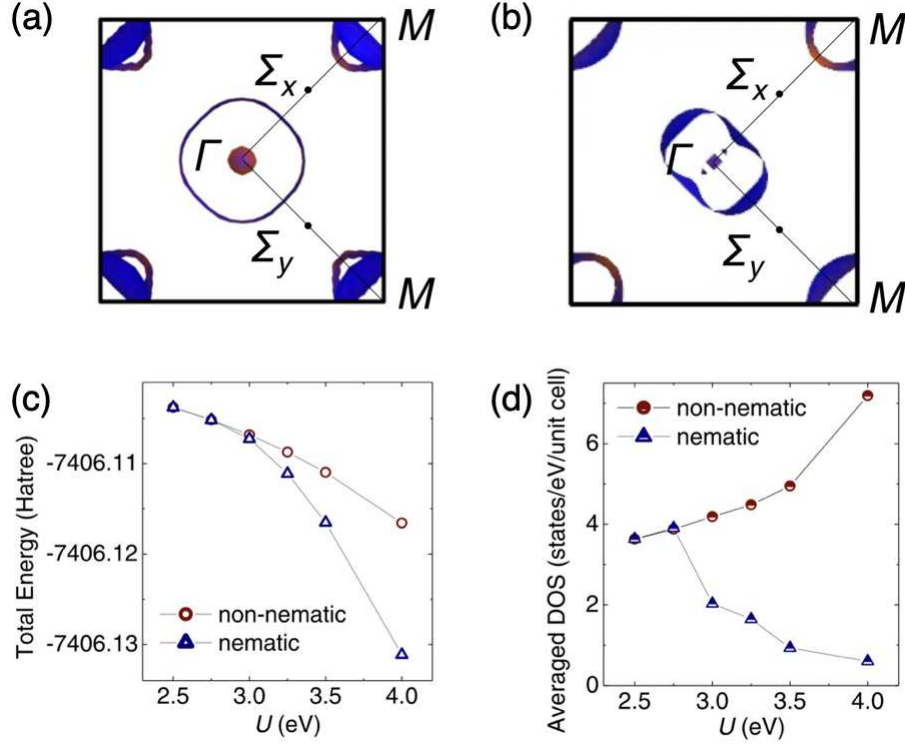 (a)
M
Σx
Γ
Σy
M
(b)
M
Σx
Γ
Σy
M
(c)
Total Energy (Hatree)
-7406.11
-7406.12
-7406.13
non-nematic
nematic
2.5 3.0 3.5 4.0
U (eV)
(d)
Averaged DOS (states/eV/unit cell)
6
4
2
0
non-nematic
nematic
2.5 3.0 3.5 4.0
U (eV)